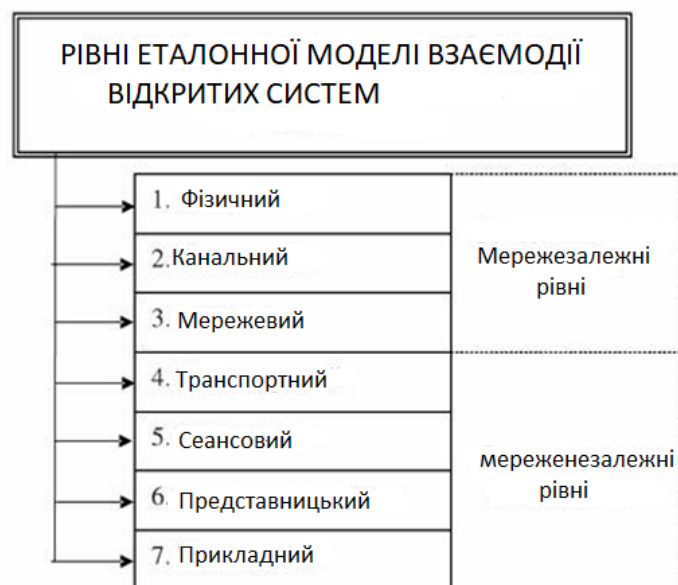 РІВНІ ЕТАЛОННОЇ МОДЕЛІ ВЗАЄМОДІЇ
ВІДКРИТИХ СИСТЕМ
1. Фізичний
2. Канальний
3. Мережевий
4. Транспортний
5. Сеансовий
6. Представницький
7. Прикладний
Мережезалежні
рівні
мереженезалежні
рівні